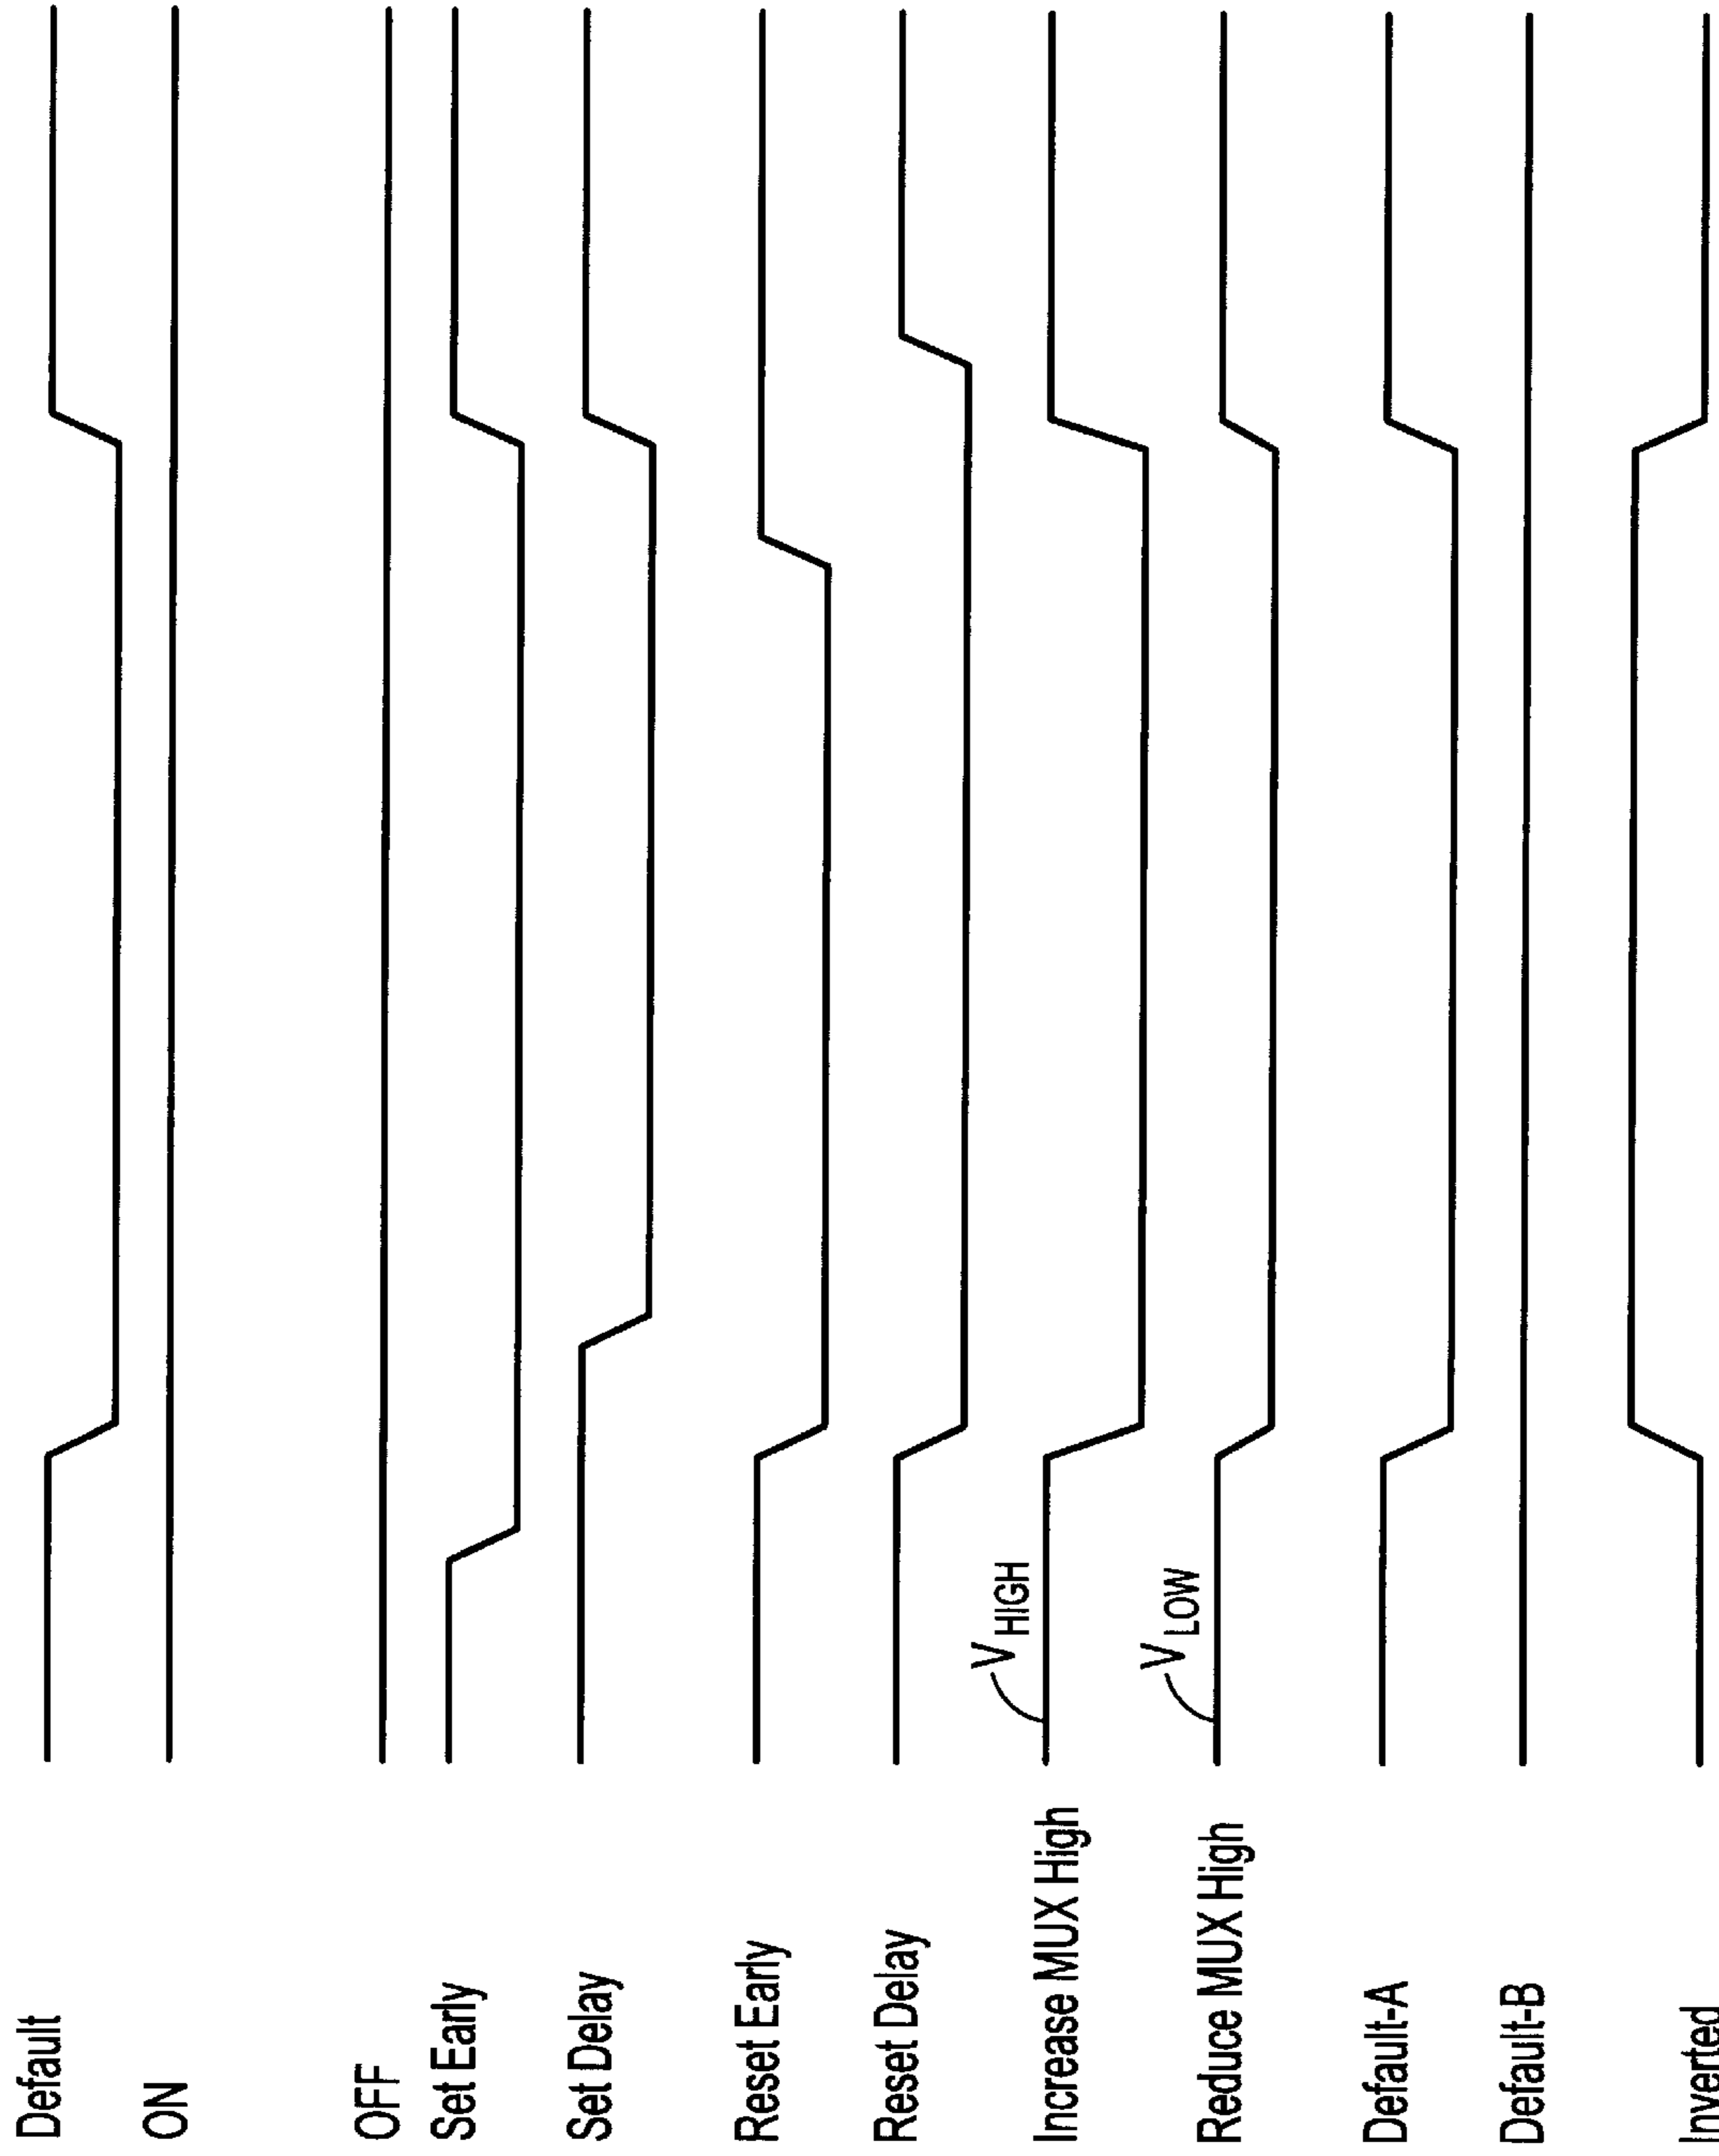 Default
ON
OFF
Set Early
Set Delay
Reset Early
Reset Delay
Increase MUX High
VHIGH
Reduce MUX High
VLOW
Default-A
Default-B
Inverted